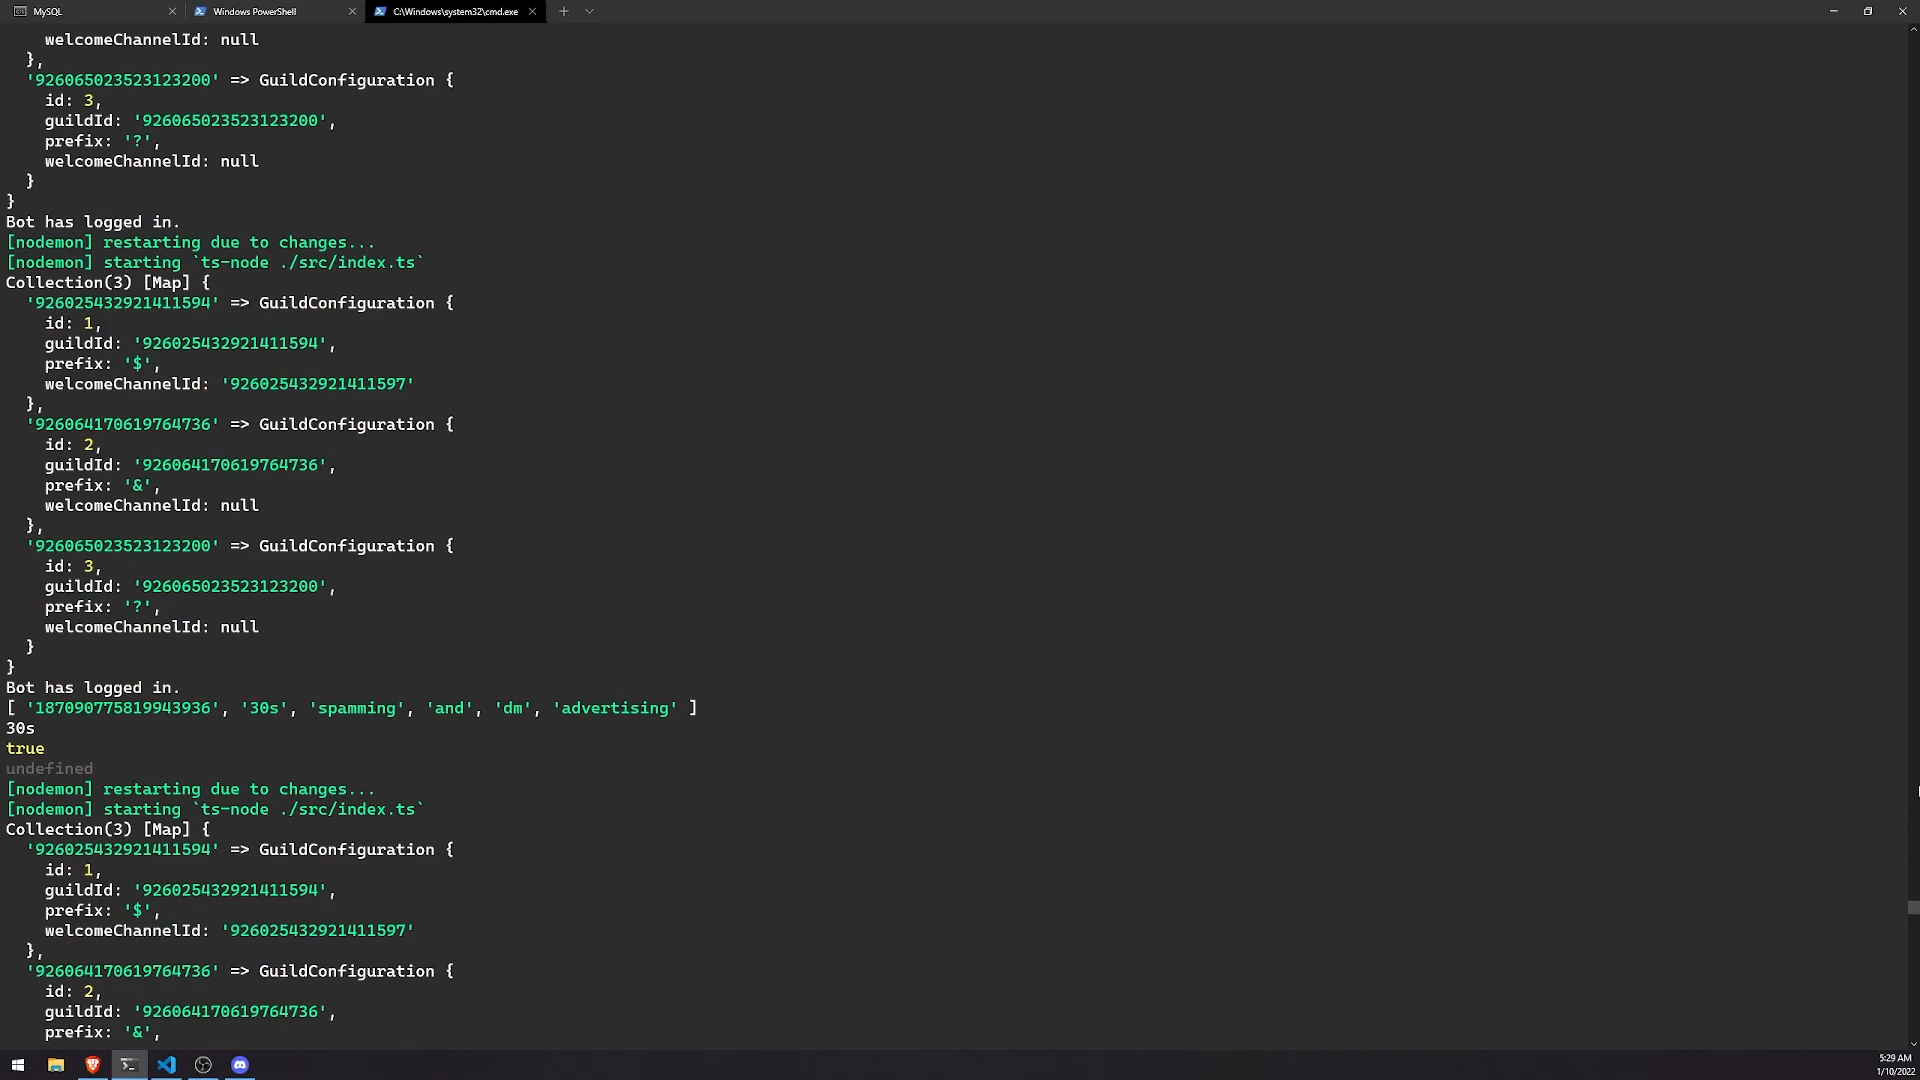 MySQL
Windows PowerShell
C:\Windows\system32\cmd.exe
    welcomeChannelId: null
  },
  '926065023523123200' => GuildConfiguration {
    id: 3,
    guildId: '926065023523123200',
    prefix: '?',
    welcomeChannelId: null
  }
}
Bot has logged in.
[nodemon] restarting due to changes...
[nodemon] starting `ts-node ./src/index.ts`
Collection(3) [Map] {
  '926025432921411594' => GuildConfiguration {
    id: 1,
    guildId: '926025432921411594',
    prefix: '$',
    welcomeChannelId: '926025432921411597'
  },
  '926064170619764736' => GuildConfiguration {
    id: 2,
    guildId: '926064170619764736',
    prefix: '&',
    welcomeChannelId: null
  },
  '926065023523123200' => GuildConfiguration {
    id: 3,
    guildId: '926065023523123200',
    prefix: '?',
    welcomeChannelId: null
  }
}
Bot has logged in.
[ '187090775819943936', '30s', 'spamming', 'and', 'dm', 'advertising' ]
30s
true
undefined
[nodemon] restarting due to changes...
[nodemon] starting `ts-node ./src/index.ts`
Collection(3) [Map] {
  '926025432921411594' => GuildConfiguration {
    id: 1,
    guildId: '926025432921411594',
    prefix: '$',
    welcomeChannelId: '926025432921411597'
  },
  '926064170619764736' => GuildConfiguration {
    id: 2,
    guildId: '926064170619764736',
    prefix: '&',
5:29 AM
1/10/2022